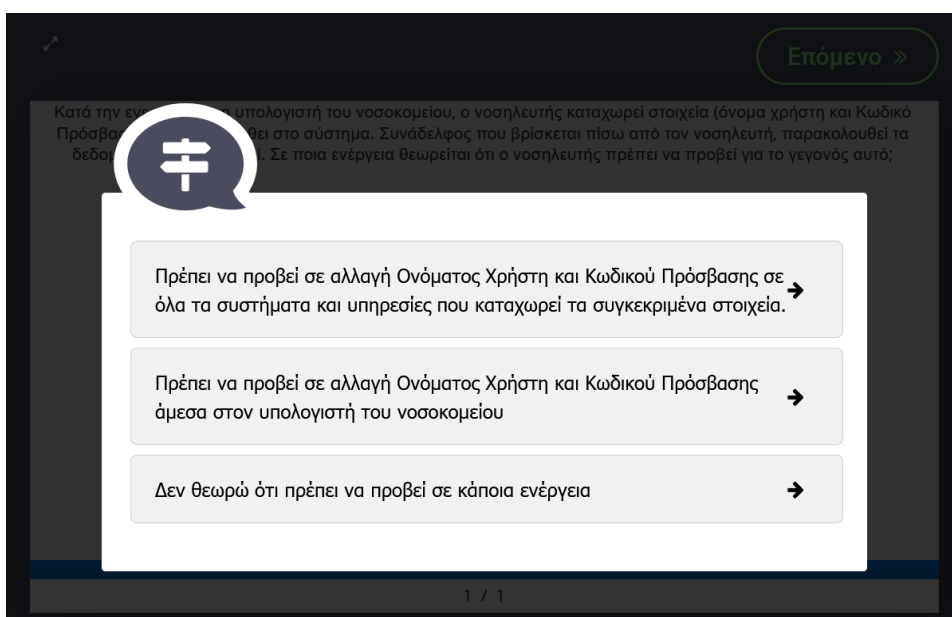 Επόμενο »
Κατά την υπολογιστή του νοσοκομείου, ο νοσηλευτής καταχωρεί στοιχεία (όνομα χρήστη και Κωδικό
στο σύστημα. Συνάδελφος που βρίσκεται πίσω από τον νοσηλευτή, παρακολουθεί τα
Σε ποια ενέργεια θεωρείται ότι ο νοσηλευτής πρέπει να προβεί για το γεγονός αυτό;
Πρέπει να προβεί σε αλλαγή Ονόματος Χρήστη και Κωδικού Πρόσβασης σε
όλα τα συστήματα και υπηρεσίες που καταχωρεί τα συγκεκριμένα στοιχεία.
Πρέπει να προβεί σε αλλαγή Ονόματος Χρήστη και Κωδικού Πρόσβασης
άμεσα στον υπολογιστή του νοσοκομείου
Δεν θεωρώ ότι πρέπει να προβεί σε κάποια ενέργεια
1 / 1